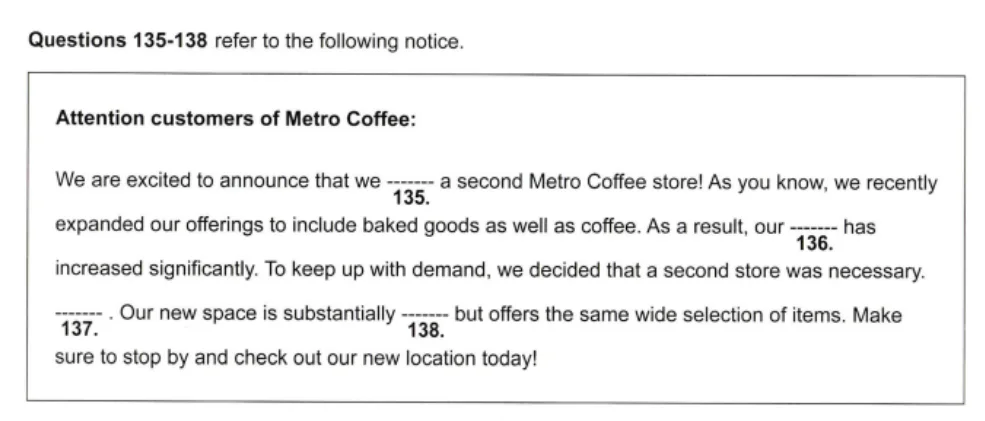 Questions 135-138 refer to the following notice.
Attention customers of Metro Coffee:
We are excited to announce that we ------- a second Metro Coffee store! As you know, we recently
135.
expanded our offerings to include baked goods as well as coffee. As a result, our ------- has
136.
increased significantly. To keep up with demand, we decided that a second store was necessary.
------- . Our new space is substantially ------- but offers the same wide selection of items. Make
137. 138.
sure to stop by and check out our new location today!